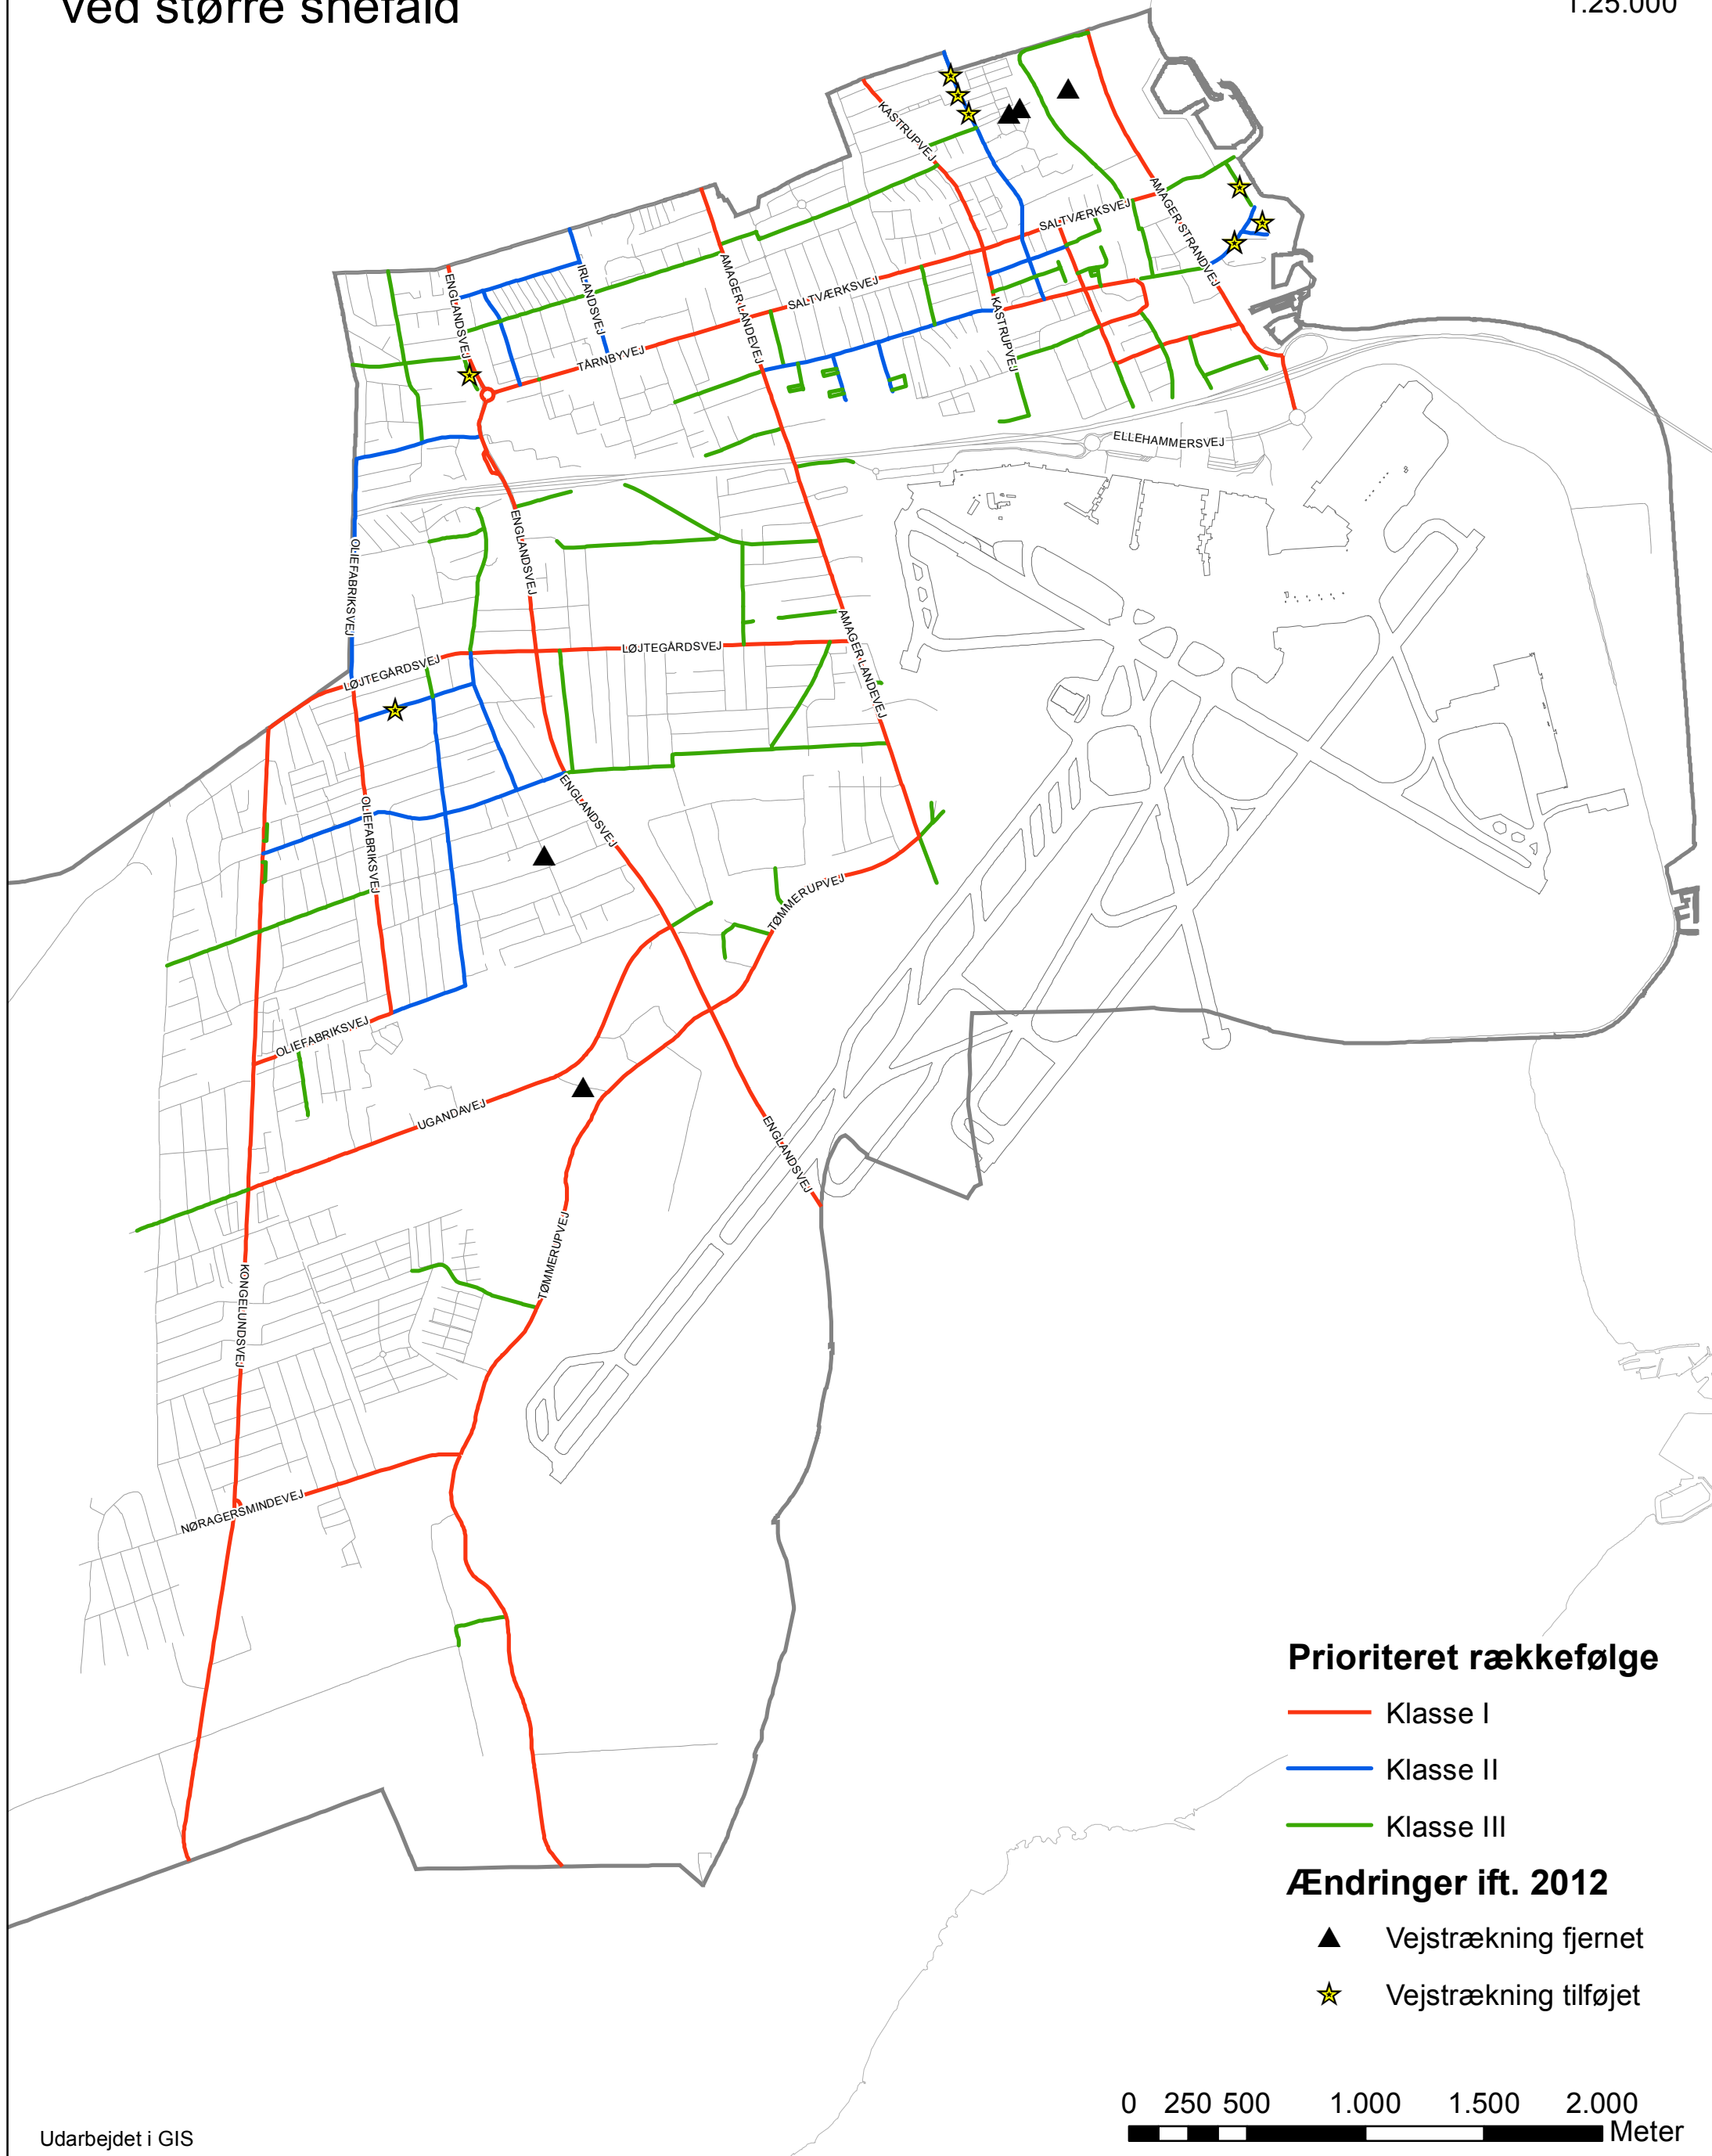 ved større snefald
1:25.000
KASTRUPVEJ
AMAGER STRANDVEJ
SALTVÆRKSVEJ
ENGLANDSVEJ
IRLANDSVEJ
AMAGER LANDEVEJ
SALTVÆRKSVEJ
KASTRUPVEJ
TÅRNBYVEJ
ELLEHAMMERSVEJ
ENGLANDSVEJ
OLIEFABRIKSVEJ
LØJTEGÅRDSVEJ
LØJTEGÅRDSVEJ
AMAGER LANDEVEJ
ENGLANDSVEJ
OLIEFABRIKSVEJ
TØMMERUPVEJ
OLIEFABRIKSVEJ
UGANDAVEJ
ENGLANDSVEJ
TØMMERUPVEJ
KONGELUNDSVEJ
NØRAGERSMINDEVEJ
Prioriteret rækkefølge
Klasse I
Klasse II
Klasse III
Ændringer ift. 2012
Vejstrækning fjernet
Vejstrækning tilføjet
0 250 500 1.000 1.500 2.000
Meter
Udarbejdet i GIS